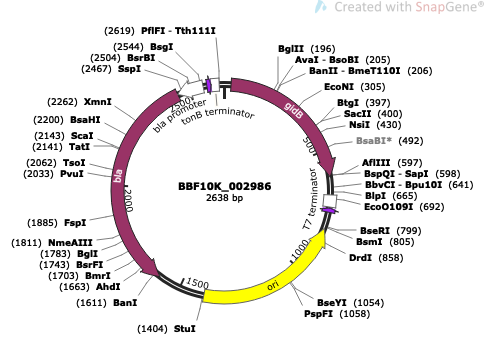 Created with SnapGene®
(2619) PflFI - Tth111I
(2544) BsgI
(2504) BsrBI
(2467) SspI
(2262) XmnI
(2200) BsaHI
(2143) ScaI
(2141) TatI
(2062) TsoI
(2033) PvuI
(1885) FspI
(1811) NmeAIII
(1783) BglI
(1743) BsrFI
(1703) BmrI
(1663) AhdI
(1611) BanI
(1404) StuI
BglII (196)
AvaI - BsoBI (205)
BanII - BmeT110I (206)
EcoNI (305)
BtgI (397)
SacII (400)
NsiI (430)
BsaBI* (492)
AflIII (597)
BspQI - SapI (598)
BbvCI - Bpu10I (641)
BlpI (665)
EcoO109I (692)
BseRI (799)
BsmI (805)
DrdI (858)
BseYI (1054)
PspFI (1058)
BBF10K_002986
2638 bp
gidB
T7 terminator
ori
bla
bla promoter
tonB terminator
500
1000
1500
2000
2500